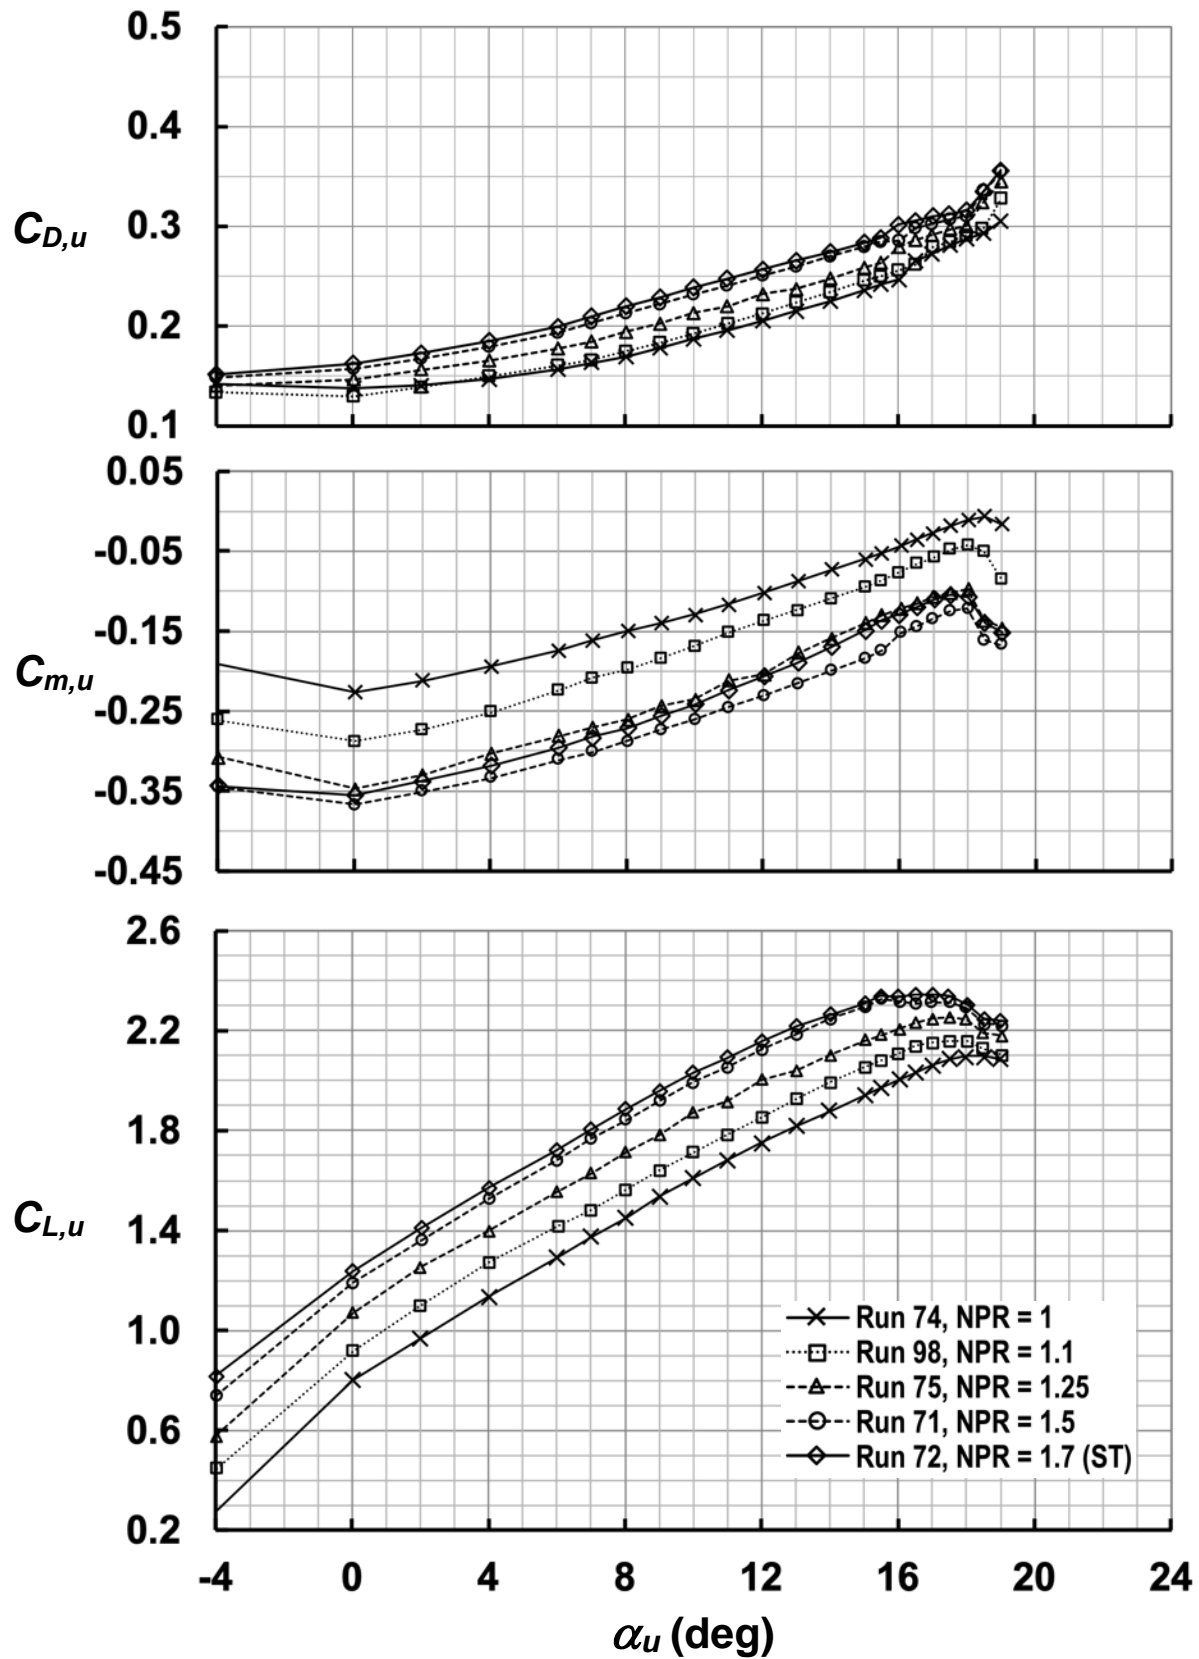 0.5
0.4
C_D,u
0.3
0.2
0.1
0.05
-0.05
-0.15
C_m,u
-0.25
-0.35
-0.45
2.6
2.2
1.8
1.4
C_L,u
1.0
0.6
0.2
Run 74, NPR = 1
Run 98, NPR = 1.1
Run 75, NPR = 1.25
Run 71, NPR = 1.5
Run 72, NPR = 1.7 (ST)
-4 0 4 8 12 16 20 24
α_u (deg)